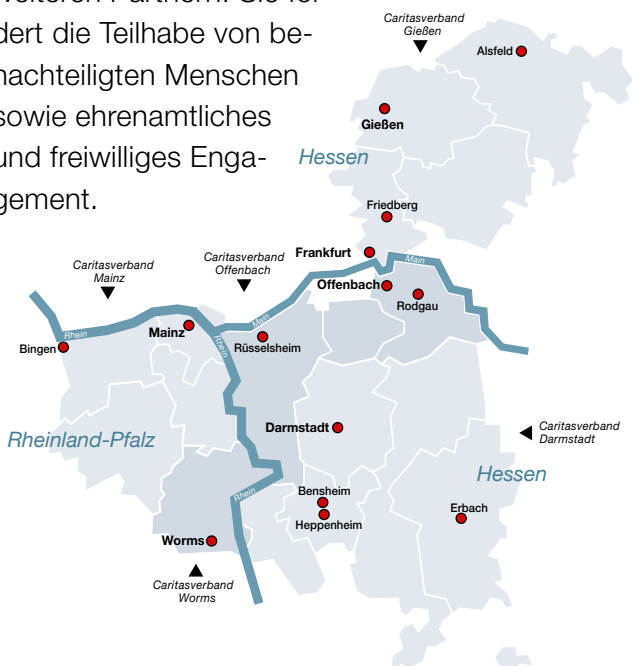 weiteren Partnern. Sie för-
dert die Teilhabe von be-
nachteiligten Menschen
sowie ehrenamtliches
und freiwilliges Enga-
gement.
Caritasverband
Gießen
Alsfeld
Gießen
Hessen
Friedberg
Frankfurt
Main
Caritasverband
Offenbach
Caritasverband
Mainz
Offenbach
Rodgau
Rhein
Mainz
Main
Rhein
Rüsselsheim
Bingen
Darmstadt
Caritasverband
Darmstadt
Rheinland-Pfalz
Hessen
Rhein
Bensheim
Heppenheim
Erbach
Worms
Caritasverband
Worms